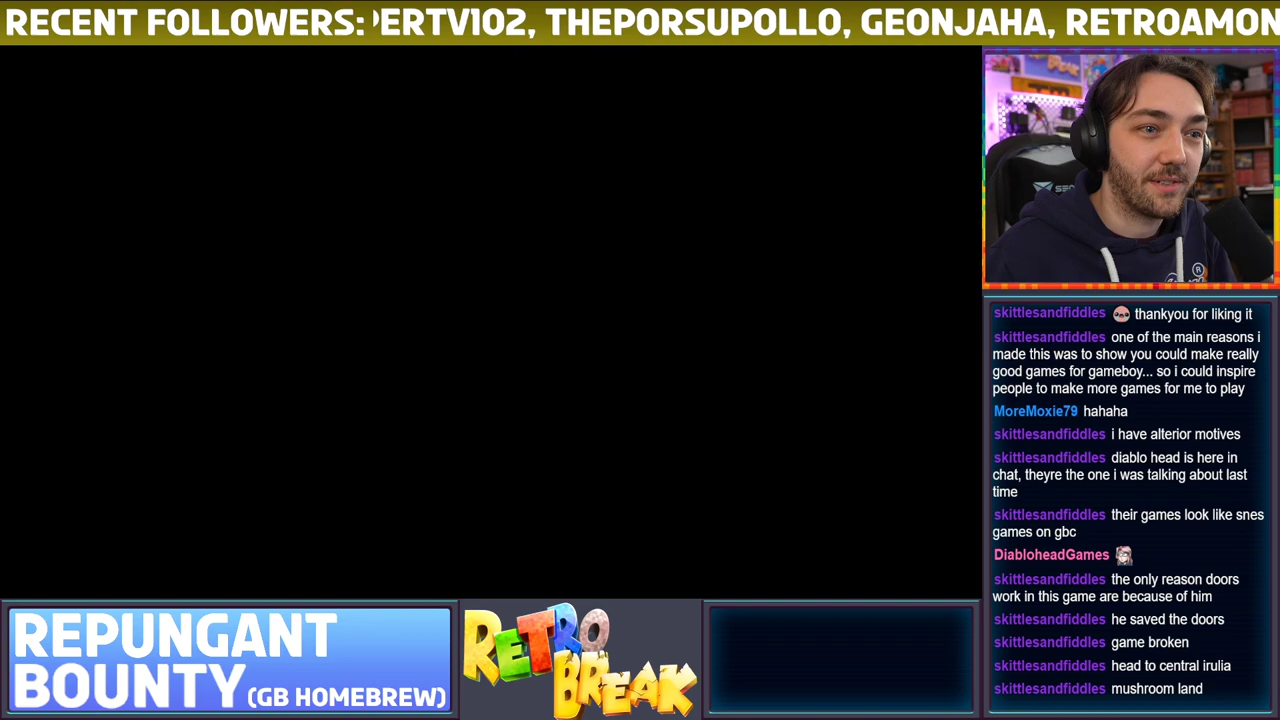 RECENT FOLLOWERS: ERTV102, THEPORSUPOLLO, GEONJAHA, RETROAMON
skittlesandfiddles thankyou for liking it
skittlesandfiddles one of the main reasons i
made this was to show you could make really
good games for gameboy... so i could inspire
people to make more games for me to play
MoreMoxie79 hahaha
skittlesandfiddles i have alterior motives
skittlesandfiddles diablo head is here in
chat, theyre the one i was talking about last
time
skittlesandfiddles their games look like snes
games on gbc
DiabloheadGames
skittlesandfiddles the only reason doors
work in this game are because of him
skittlesandfiddles he saved the doors
skittlesandfiddles game broken
skittlesandfiddles head to central irulia
skittlesandfiddles mushroom land
REPUNGANT
BOUNTY (GB HOMEBREW)
RETRO
BREAK